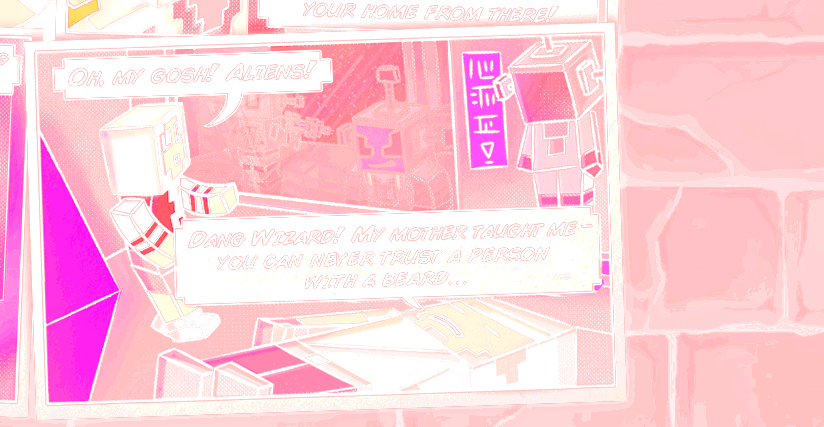 YOUR HOME FROM THERE!
OH, MY GOSH! ALIENS!
DANG WIZARD! MY MOTHER TAUGHT ME –
YOU CAN NEVER TRUST A PERSON
WITH A BEARD...